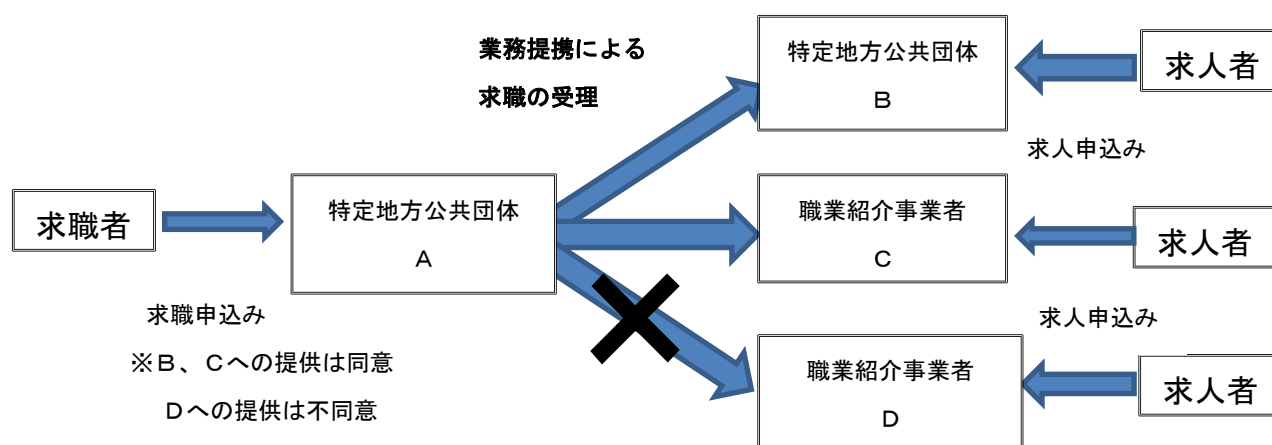 業務提携による
求職の受理
特定地方公共団体
B
求人者
求人申込み
求職者
特定地方公共団体
A
職業紹介事業者
C
求人者
求職申込み
※B、Cへの提供は同意
Dへの提供は不同意
求人申込み
職業紹介事業者
D
求人者